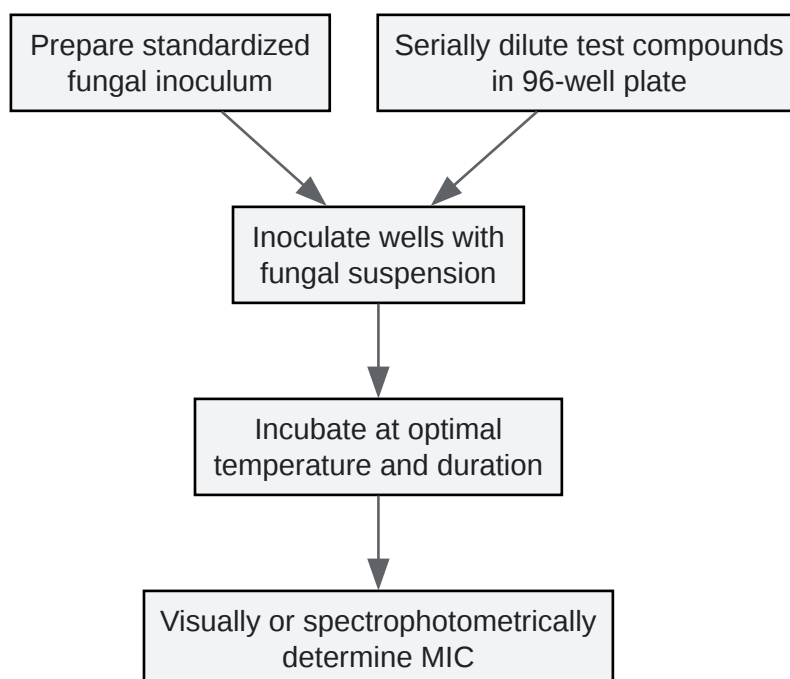 Prepare standardized
fungal inoculum
Serially dilute test compounds
in 96-well plate
Inoculate wells with
fungal suspension
Incubate at optimal
temperature and duration
Visually or spectrophotometrically
determine MIC